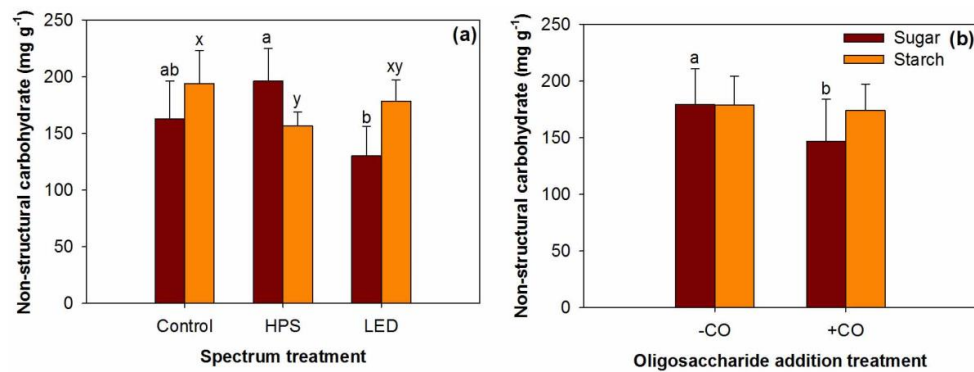 Non-structural carbohydrate (mg g-1)
250
200
150
100
50
0
(a)
ab
x
a
y
b
xy
Control
HPS
LED
Spectrum treatment
Non-structural carbohydrate (mg g-1)
250
200
150
100
50
0
(b)
Sugar
Starch
a
b
-CO
+CO
Oligosaccharide addition treatment